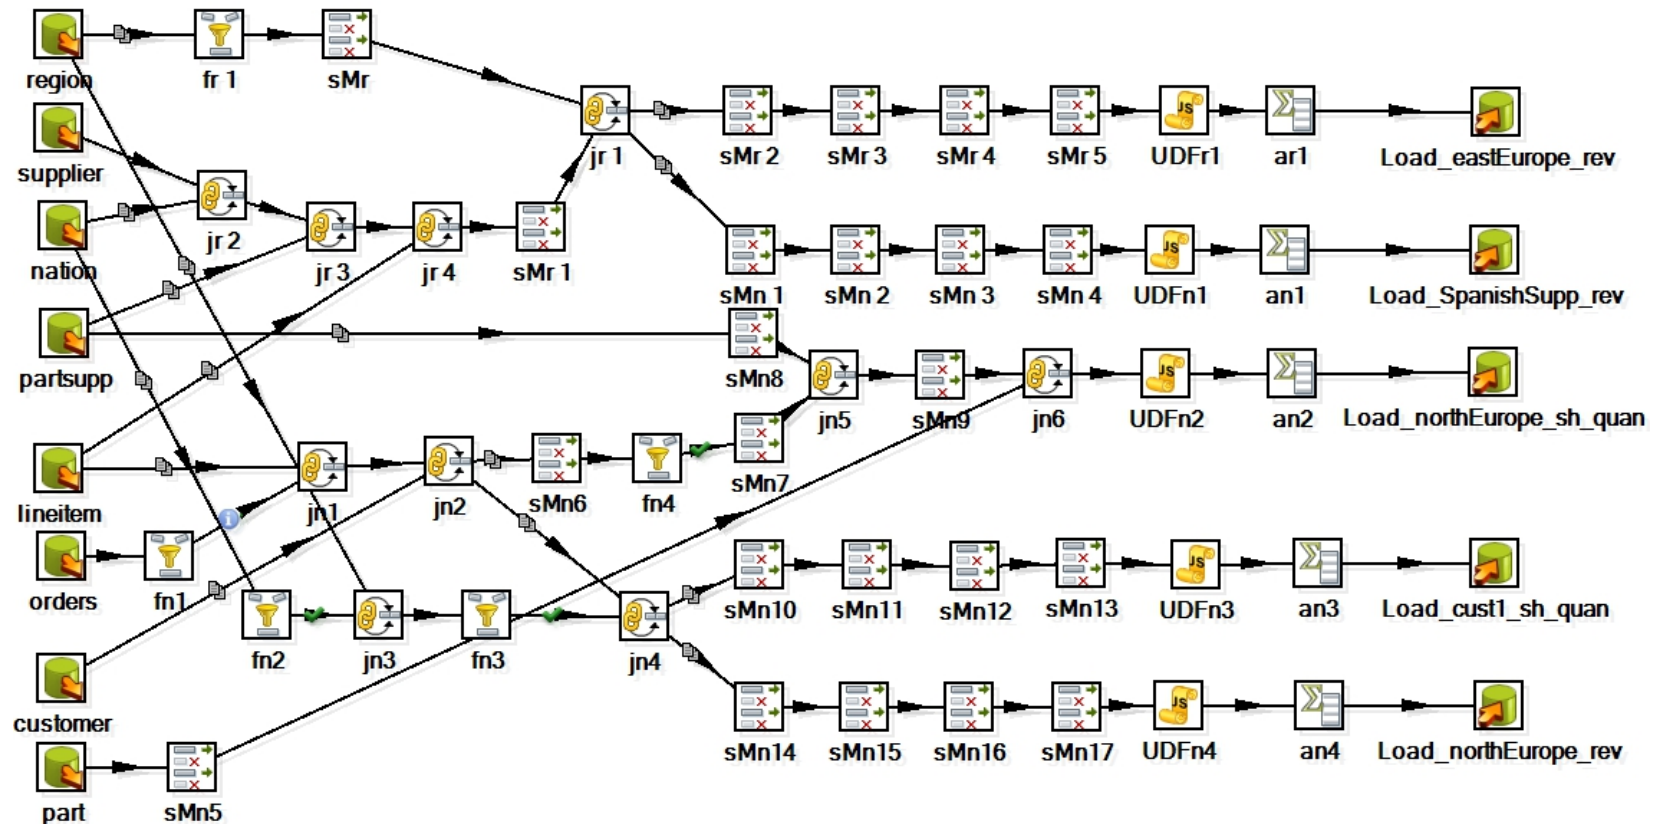 region
fr 1
sMr
supplier
jr 1
sMr 2
sMr 3
sMr 4
sMr 5
UDFr1
ar1
Load_eastEurope_rev
nation
jr 2
jr 3
jr 4
sMr 1
sMn 1
sMn 2
sMn 3
sMn 4
UDFn1
an1
Load_SpanishSupp_rev
partsupp
sMn8
jn5
sMn9
jn6
UDFn2
an2
Load_northEurope_sh_quan
lineitem
jn1
jn2
sMn6
fn4
sMn7
orders
fn1
fn2
jn3
fn3
jn4
sMn10
sMn11
sMn12
sMn13
UDFn3
an3
Load_cust1_sh_quan
customer
sMn14
sMn15
sMn16
sMn17
UDFn4
an4
Load_northEurope_rev
part
sMn5